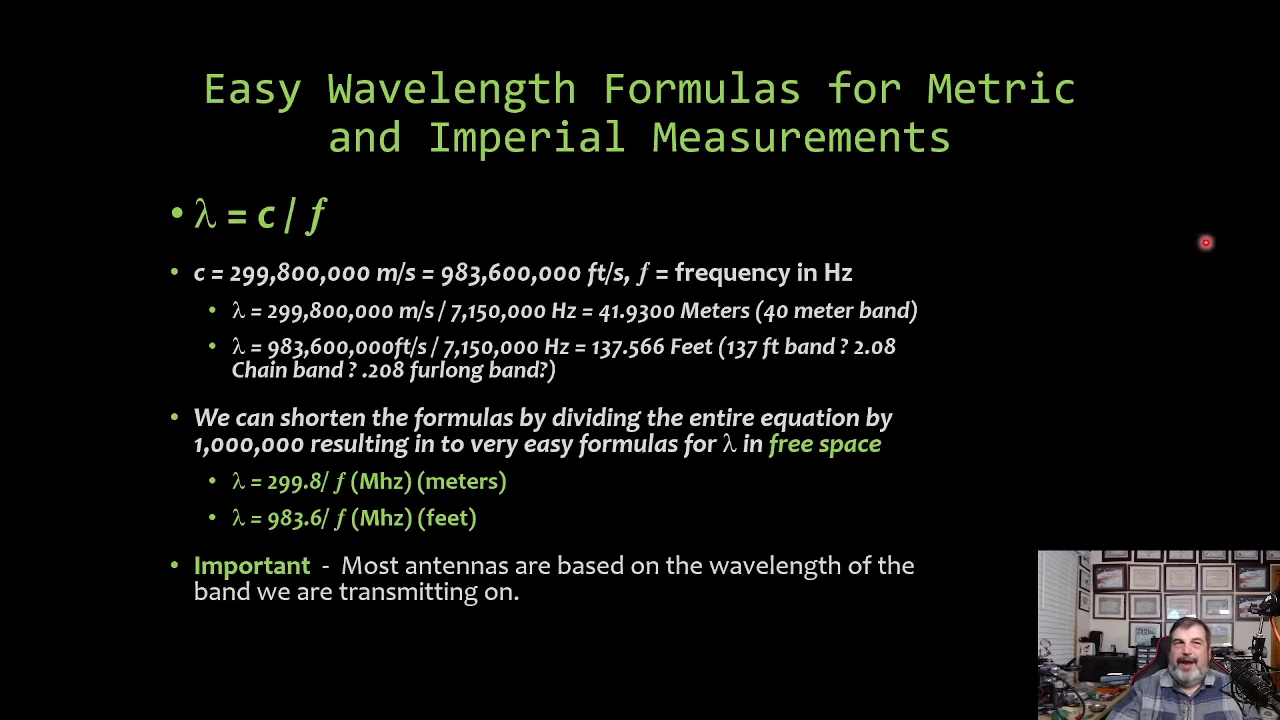 Easy Wavelength Formulas for Metric
and Imperial Measurements
• λ = c / f
• c = 299,800,000 m/s = 983,600,000 ft/s, f = frequency in Hz
• λ = 299,800,000 m/s / 7,150,000 Hz = 41.9300 Meters (40 meter band)
• λ = 983,600,000ft/s / 7,150,000 Hz = 137.566 Feet (137 ft band ? 2.08
Chain band ? .208 furlong band?)
• We can shorten the formulas by dividing the entire equation by
1,000,000 resulting in to very easy formulas for λ in free space
• λ = 299.8/ f (Mhz) (meters)
• λ = 983.6/ f (Mhz) (feet)
• Important - Most antennas are based on the wavelength of the
band we are transmitting on.